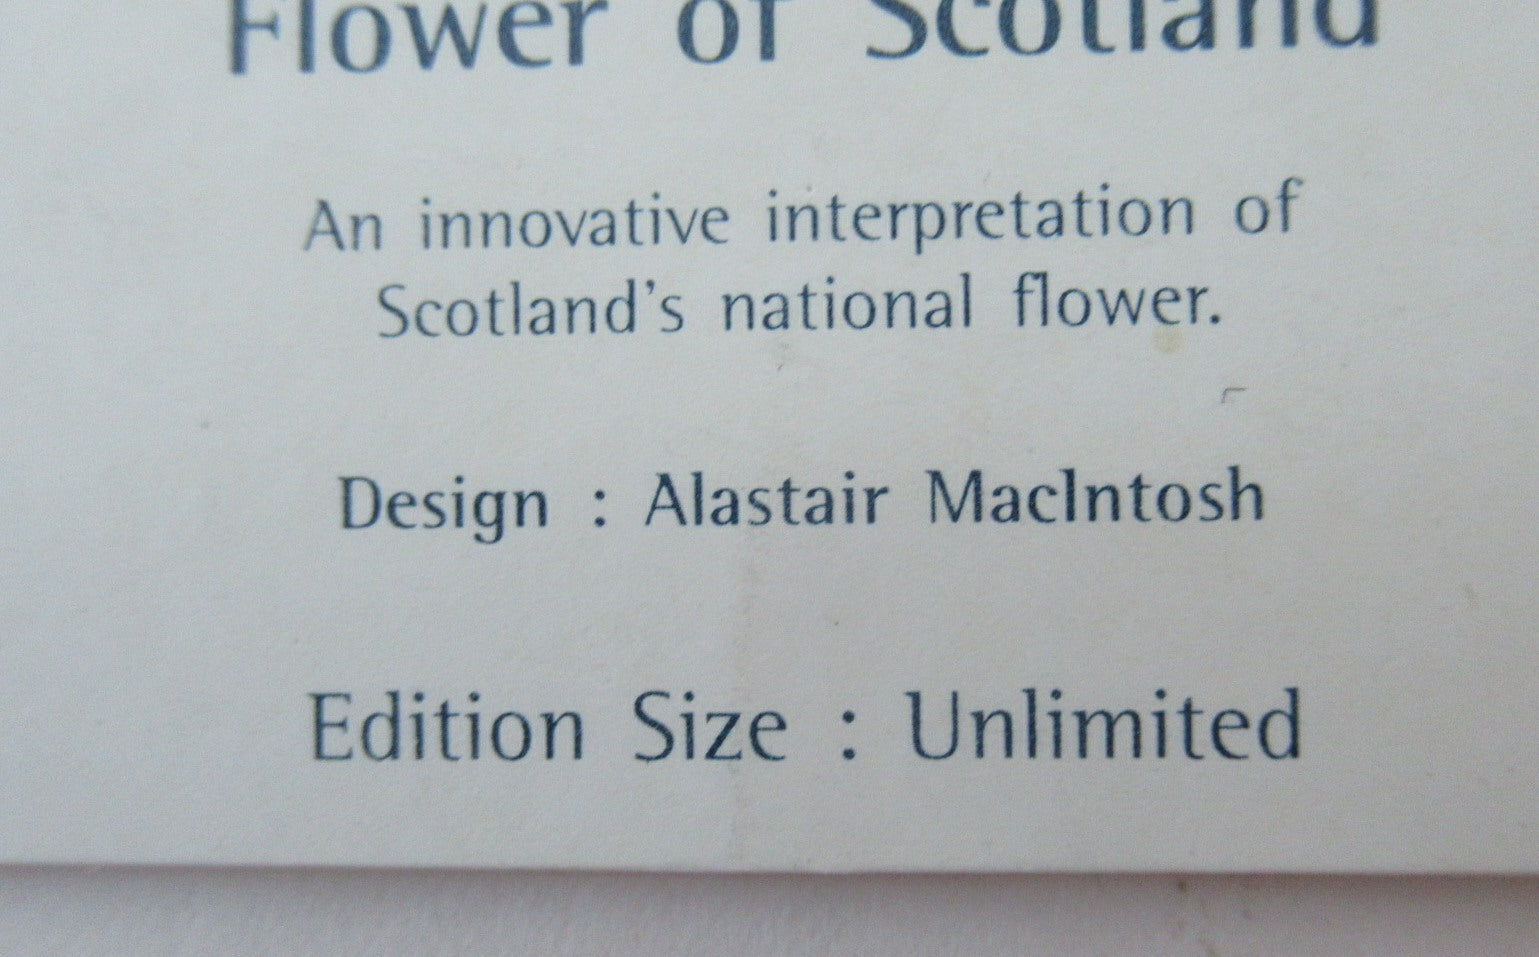 Flower of Scotland
An innovative interpretation of
Scotland's national flower.
Design : Alastair MacIntosh
Edition Size : Unlimited